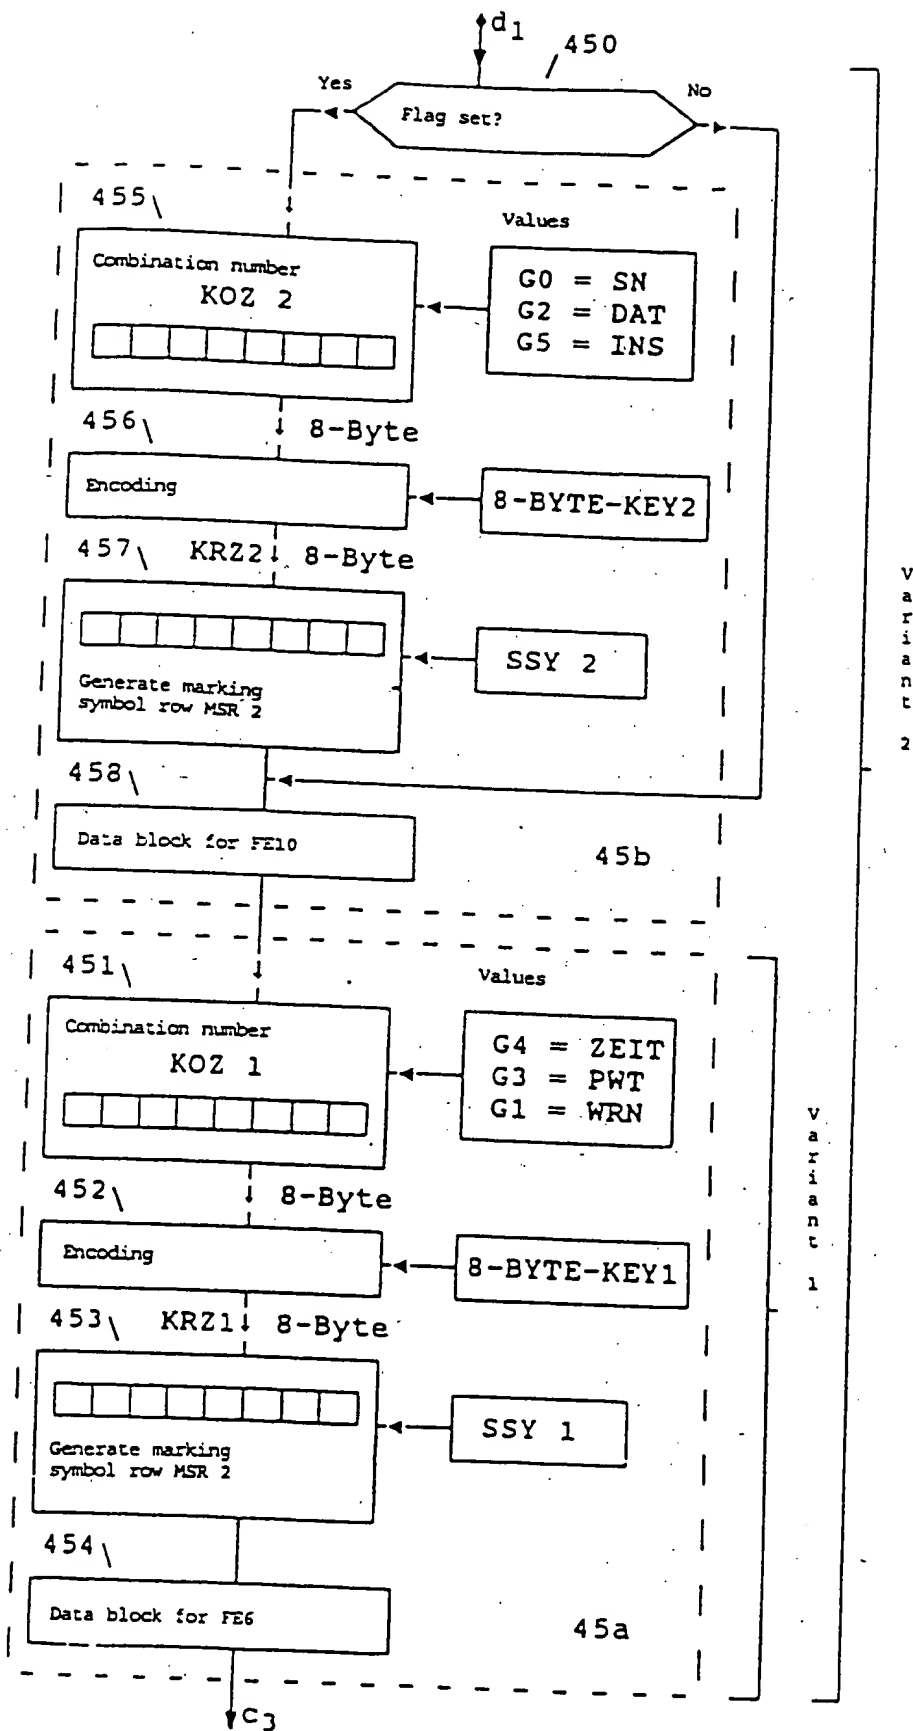 d1
450
Yes
No
Flag set?
455
Values
Combination number
KOZ 2
G0 = SN
G2 = DAT
G5 = INS
456
8-Byte
Encoding
8-BYTE-KEY2
457
KRZ2
8-Byte
SSY 2
Generate marking
symbol row MSR 2
458
Data block for FE10
45b
Variant 2
451
Values
Combination number
KOZ 1
G4 = ZEIT
G3 = PWT
G1 = WRN
Variant 1
452
8-Byte
Encoding
8-BYTE-KEY1
453
KRZ1
8-Byte
SSY 1
Generate marking
symbol row MSR 2
454
Data block for FE6
45a
c3